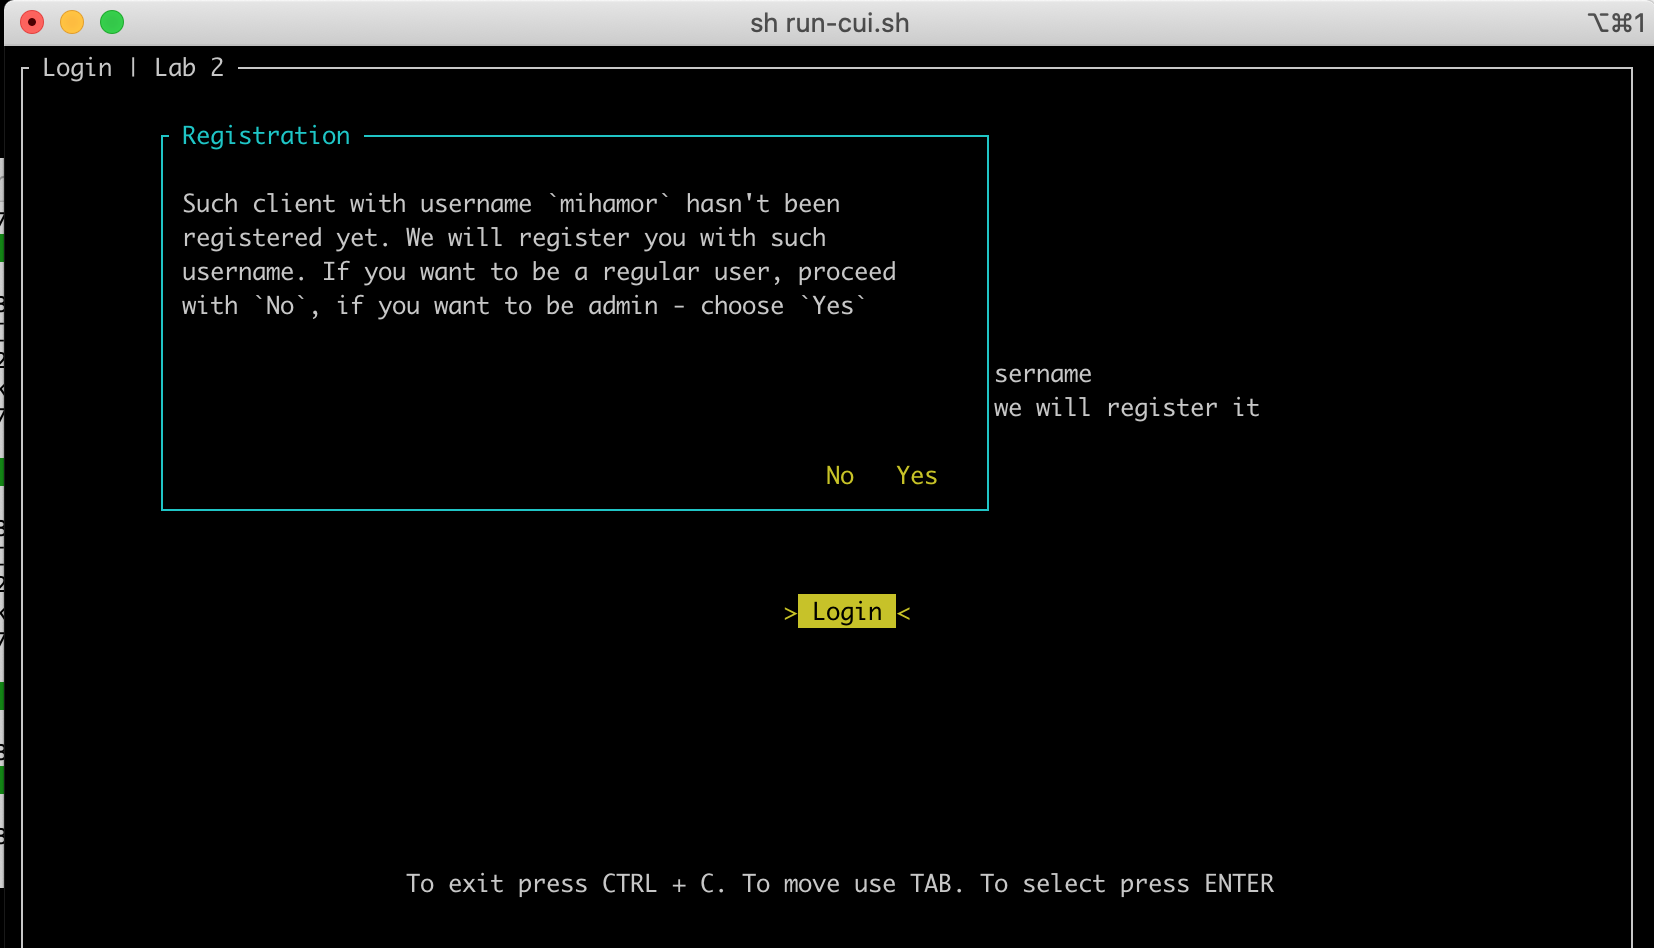 sh run-cui.sh
⌥⌘1
Login | Lab 2
Registration
Such client with username `mihamor` hasn't been
registered yet. We will register you with such
username. If you want to be a regular user, proceed
with `No`, if you want to be admin - choose `Yes`
sername
we will register it
No Yes
>Login<
To exit press CTRL + C. To move use TAB. To select press ENTER